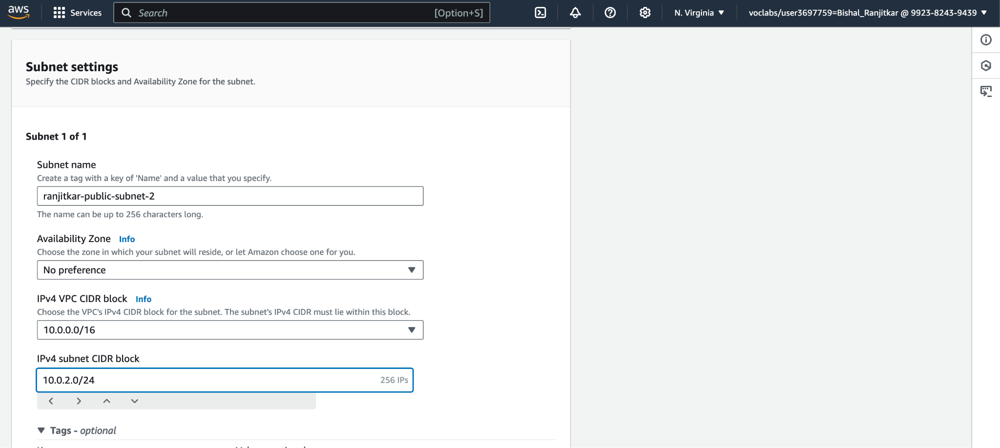 aws
Services
Search
[Option+S]
N. Virginia
voclabs/user3697759=Bishal_Ranjitkar @ 9923-8243-9439
Subnet settings
Specify the CIDR blocks and Availability Zone for the subnet.
Subnet 1 of 1
Subnet name
Create a tag with a key of 'Name' and a value that you specify.
ranjitkar-public-subnet-2
The name can be up to 256 characters long.
Availability Zone Info
Choose the zone in which your subnet will reside, or let Amazon choose one for you.
No preference
IPv4 VPC CIDR block Info
Choose the VPC's IPv4 CIDR block for the subnet. The subnet's IPv4 CIDR must lie within this block.
10.0.0.0/16
IPv4 subnet CIDR block
10.0.2.0/24
256 IPs
Tags - optional